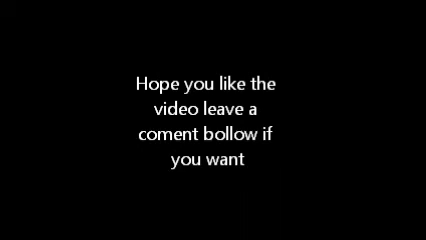 Hope you like the
video leave a
coment bollow if
you want